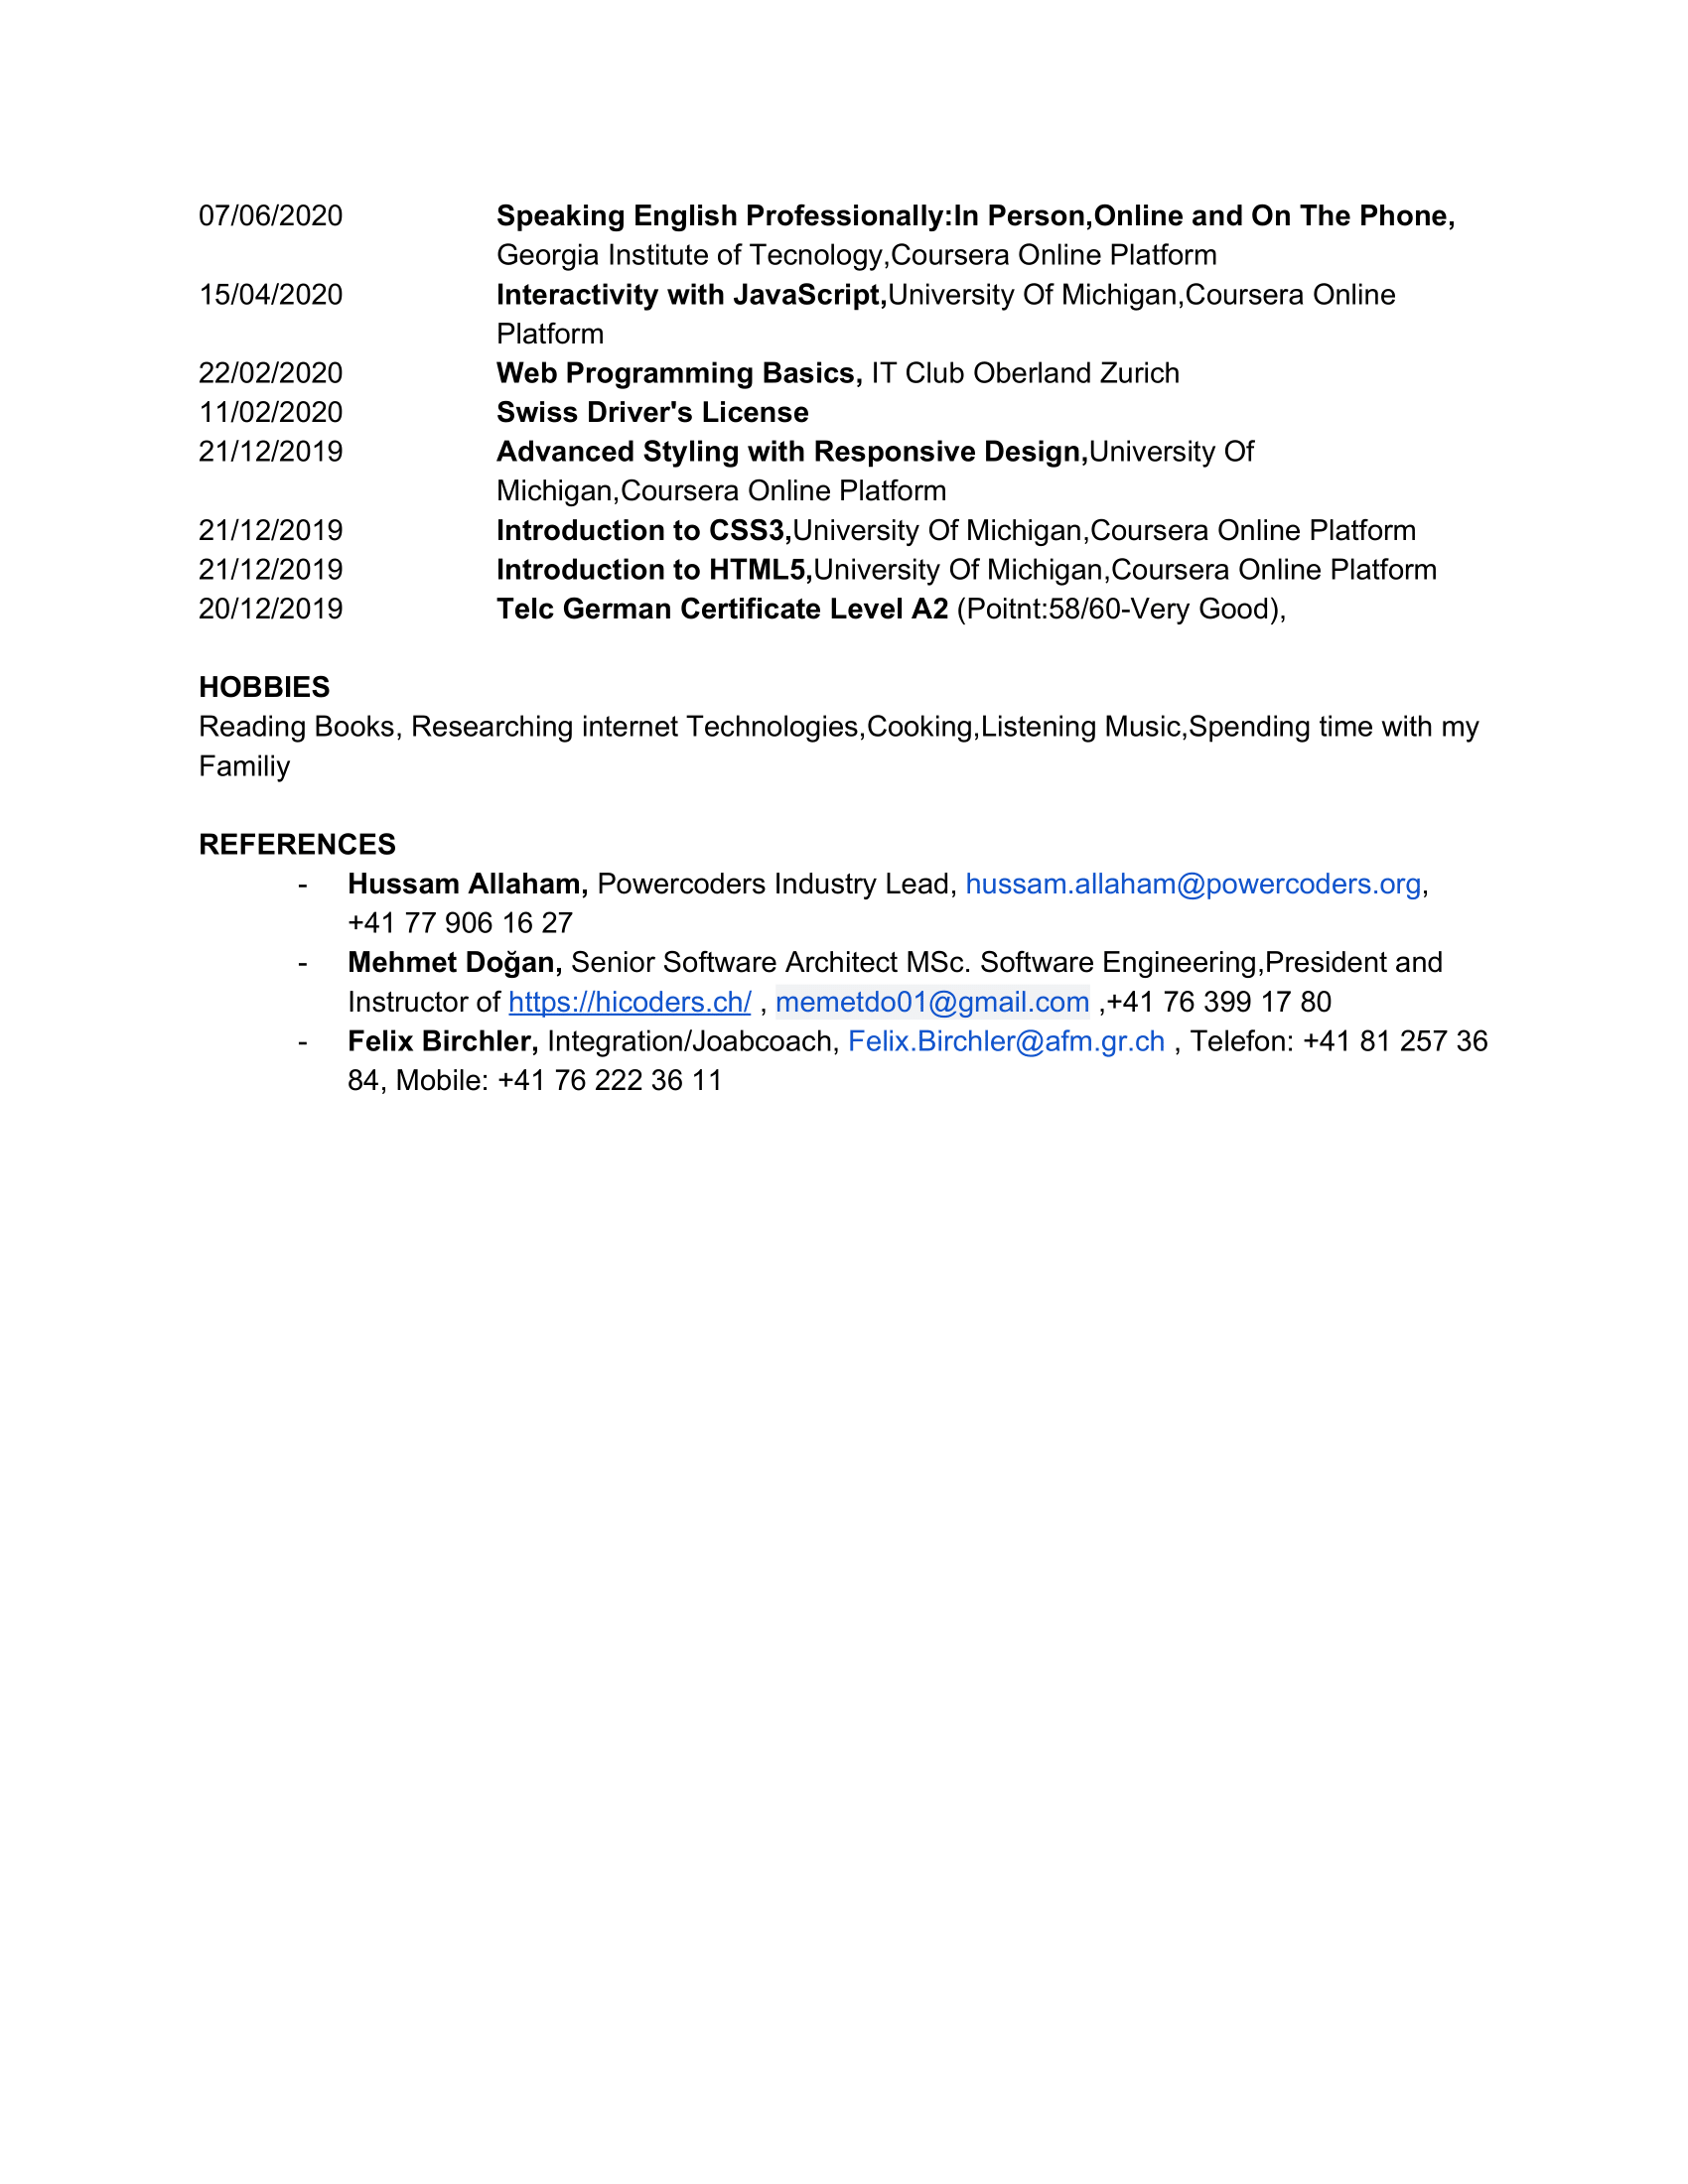 07/06/2020 Speaking English Professionally:In Person,Online and On The Phone,
Georgia Institute of Tecnology,Coursera Online Platform
15/04/2020 Interactivity with JavaScript,University Of Michigan,Coursera Online
Platform
22/02/2020 Web Programming Basics, IT Club Oberland Zurich
11/02/2020 Swiss Driver's License
21/12/2019 Advanced Styling with Responsive Design,University Of
Michigan,Coursera Online Platform
21/12/2019 Introduction to CSS3,University Of Michigan,Coursera Online Platform
21/12/2019 Introduction to HTML5,University Of Michigan,Coursera Online Platform
20/12/2019 Telc German Certificate Level A2 (Poitnt:58/60-Very Good),
HOBBIES
Reading Books, Researching internet Technologies,Cooking,Listening Music,Spending time with my
Familiy
REFERENCES
- Hussam Allaham, Powercoders Industry Lead, hussam.allaham@powercoders.org,
+41 77 906 16 27
- Mehmet Doğan, Senior Software Architect MSc. Software Engineering,President and
Instructor of https://hicoders.ch/ , memetdo01@gmail.com ,+41 76 399 17 80
- Felix Birchler, Integration/Joabcoach, Felix.Birchler@afm.gr.ch , Telefon: +41 81 257 36
84, Mobile: +41 76 222 36 11